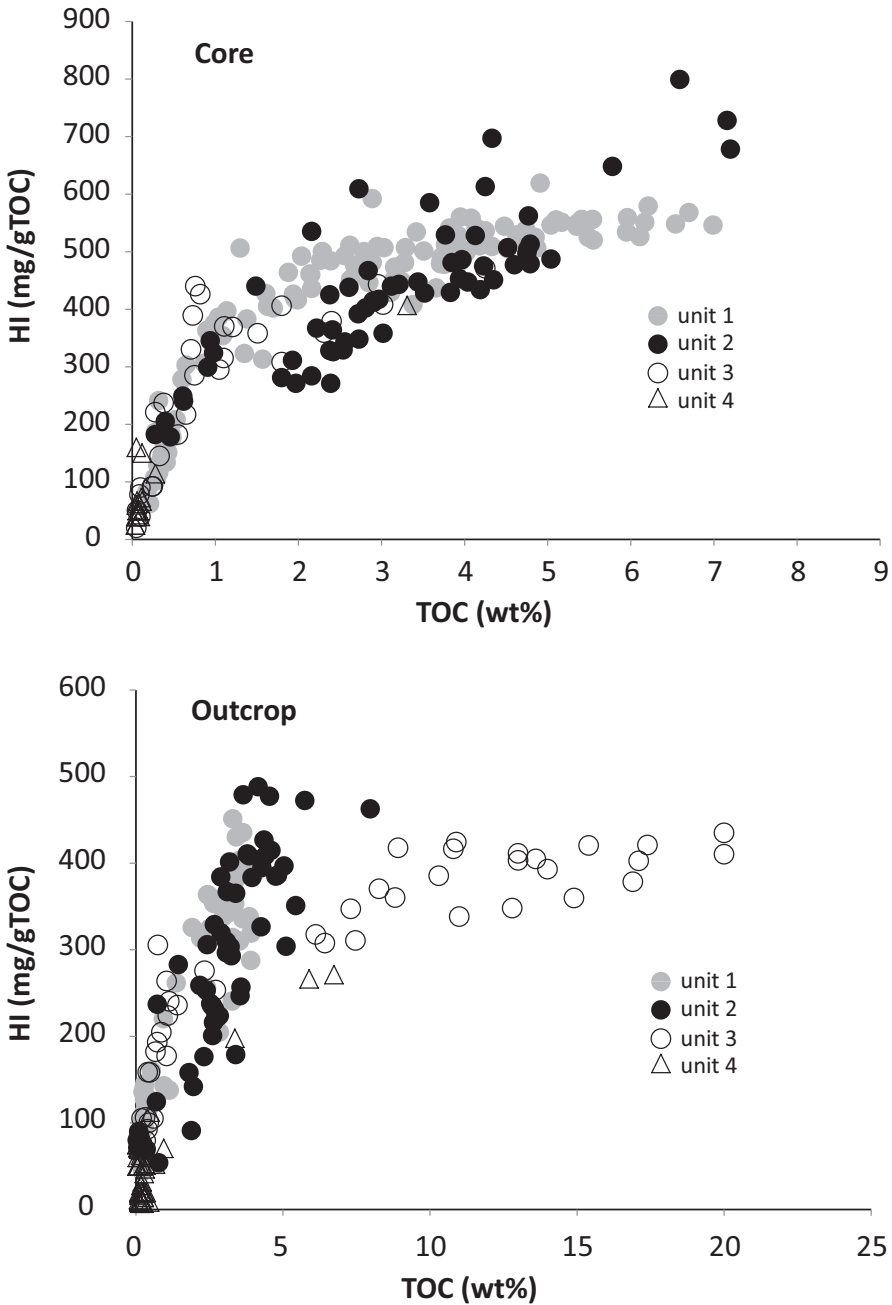 900
Core
800
700
600
500
400
300
200
100
0
HI (mg/gTOC)
unit 1
unit 2
unit 3
unit 4
0 1 2 3 4 5 6 7 8 9
TOC (wt%)
600
Outcrop
500
400
300
200
100
0
HI (mg/gTOC)
unit 1
unit 2
unit 3
unit 4
0 5 10 15 20 25
TOC (wt%)